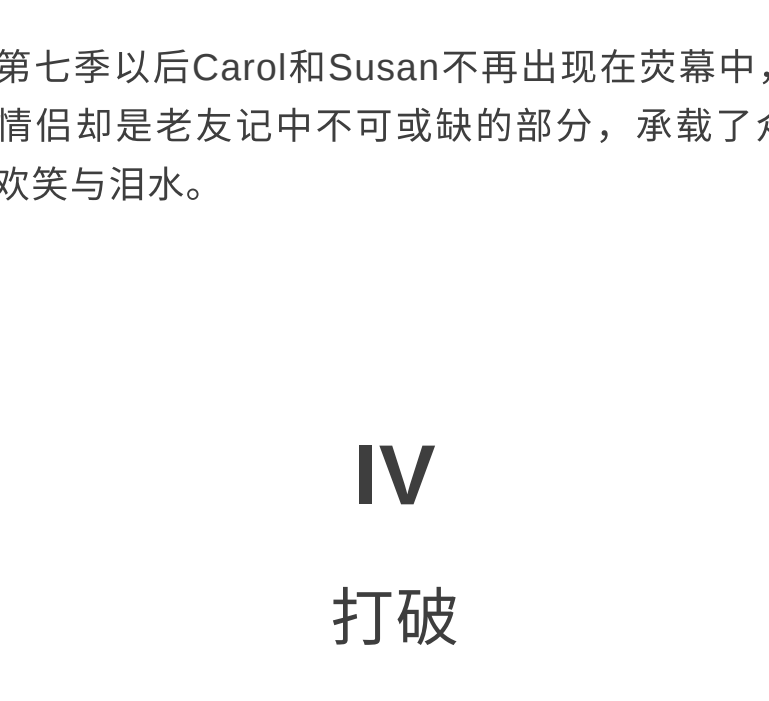 第七季以后Carol和Susan不再出现在荧幕中，
情侣却是老友记中不可或缺的部分，承载了
欢笑与泪水。
IV
打破